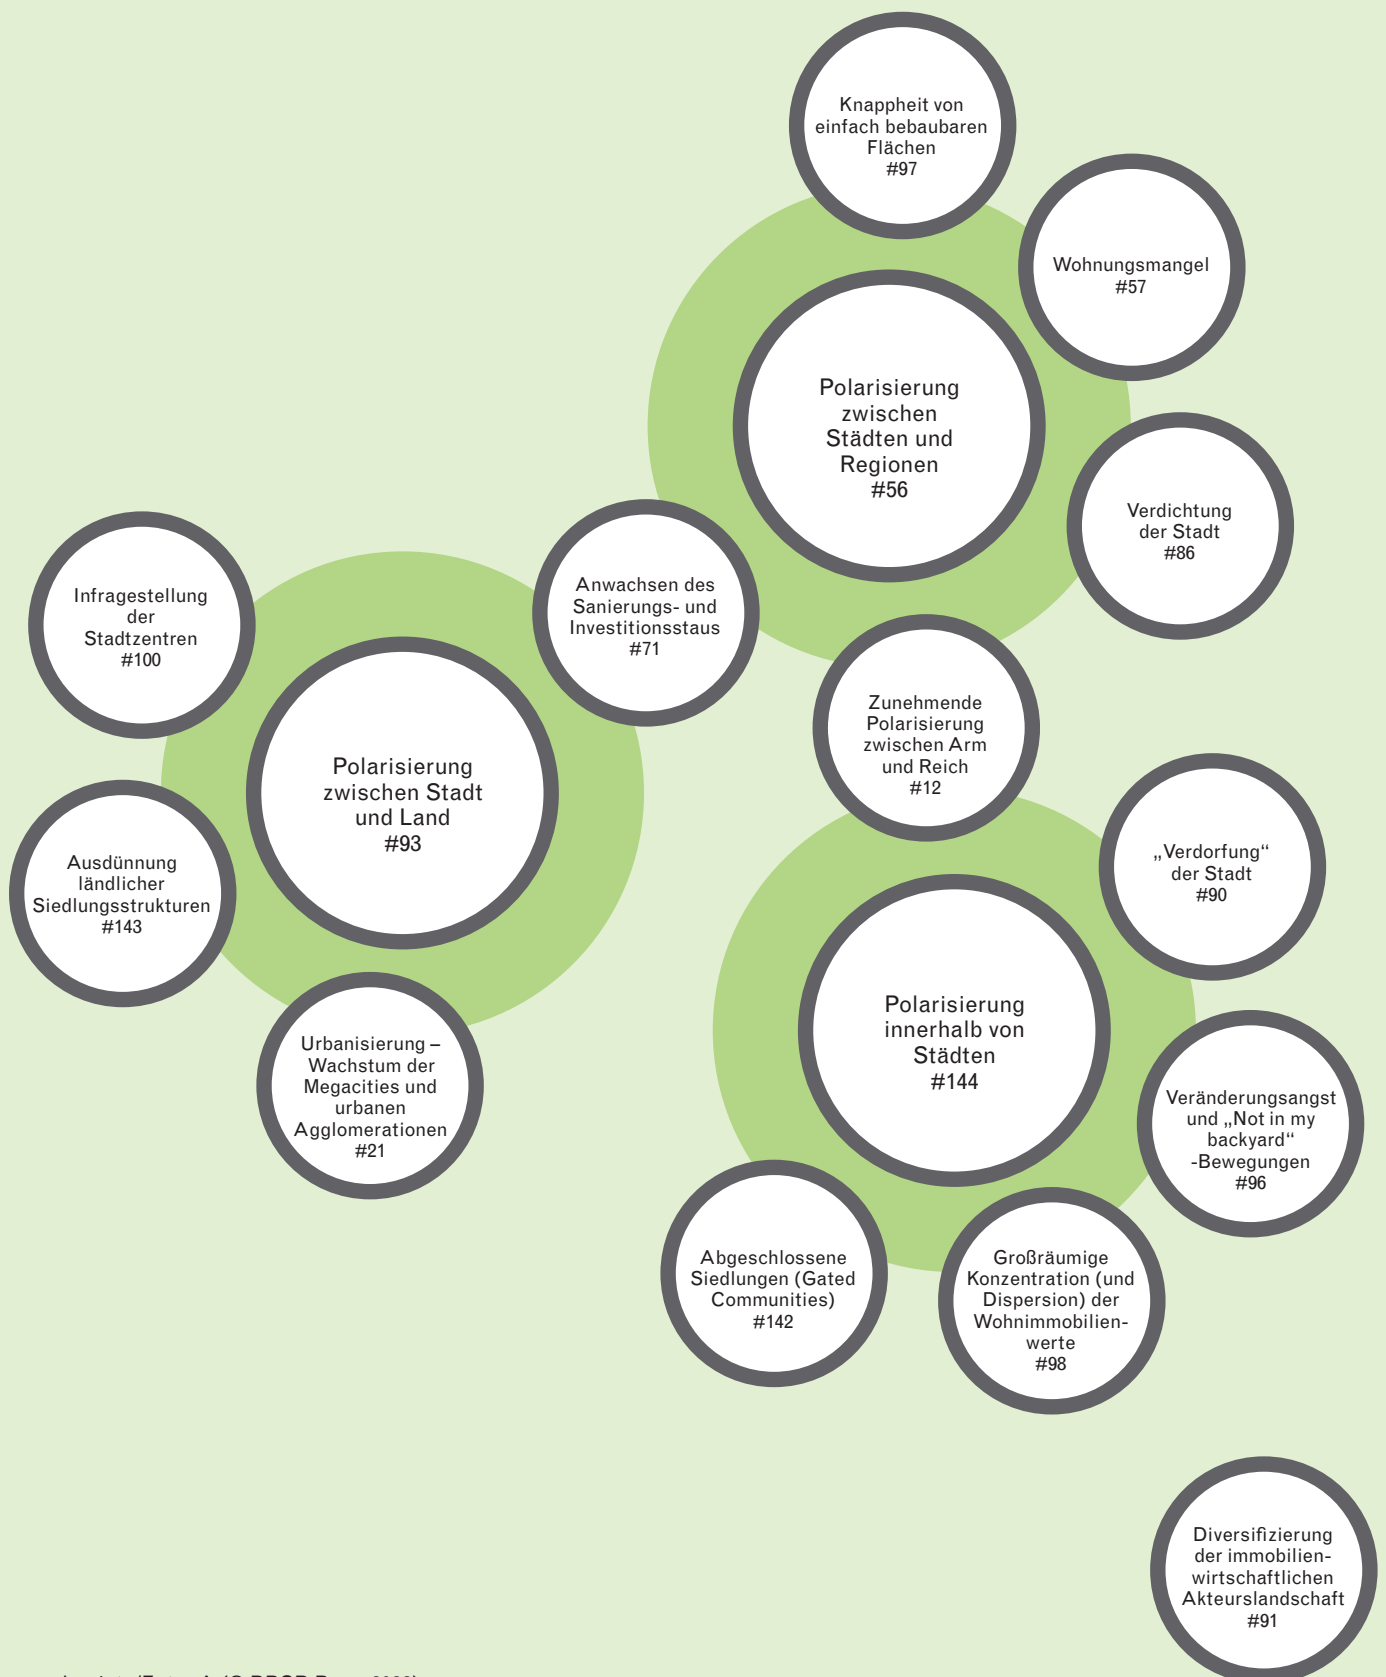 Knappheit von
einfach bebaubaren
Flächen
#97
Wohnungsmangel
#57
Polarisierung
zwischen
Städten und
Regionen
#56
Verdichtung
der Stadt
#86
Anwachsen des
Sanierungs- und
Investitionsstaus
#71
Infragestellung
der
Stadtzentren
#100
Zunehmende
Polarisierung
zwischen Arm
und Reich
#12
Polarisierung
zwischen Stadt
und Land
#93
„Verdorfung“
der Stadt
#90
Ausdünnung
ländlicher
Siedlungsstrukturen
#143
Polarisierung
innerhalb von
Städten
#144
Urbanisierung –
Wachstum der
Megacities und
urbanen
Agglomerationen
#21
Veränderungsangst
und „Not in my
backyard“
-Bewegungen
#96
Abgeschlossene
Siedlungen (Gated
Communities)
#142
Großräumige
Konzentration (und
Dispersion) der
Wohnimmobilien-
werte
#98
Diversifizierung
der immobilien-
wirtschaftlichen
Akteurslandschaft
#91